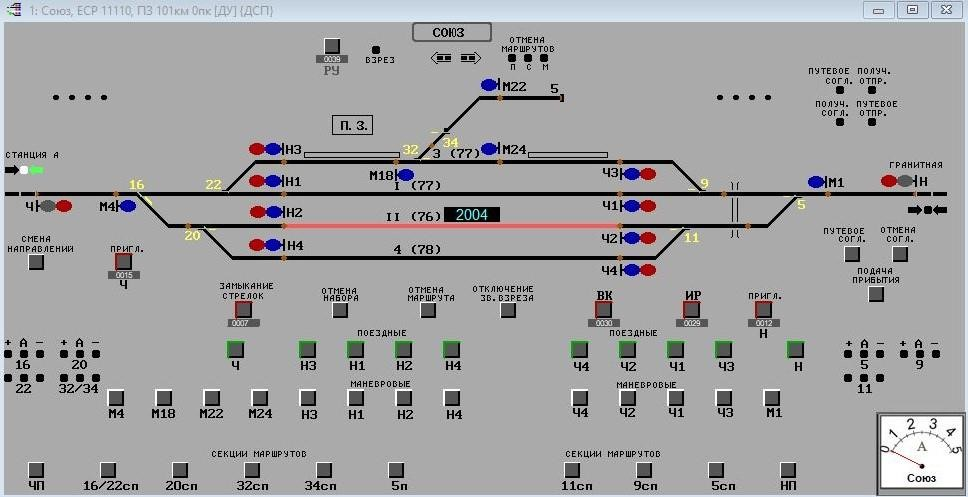 1: Союз, ЕСР 11110, ПЗ 101км 0пк [ДУ] {ДСП}
СОЮЗ
0039
РУ
ВЗРЕЗ
ОТМЕНА
МАРШРУТОВ
П С М
М22
5
ПУТЕВОЕ ПОЛУЧ.
СОГЛ. ОТПР.
ПОЛУЧ. ПУТЕВОЕ
СОГЛ. ОТПР.
П. З.
34
32
3 (77)
М24
Н3
СТАНЦИЯ А
М18
Ч3
ГРАНИТНАЯ
16
22
Н1
I (77)
9
М1
Н
Ч
М4
Н2
II (76)
2004
Ч1
5
20
Н4
4 (78)
Ч2
11
Ч4
СМЕНА
НАПРАВЛЕНИЙ
ПРИГЛ.
0015
Ч
ПУТЕВОЕ
СОГЛ.
ОТМЕНА
СОГЛ.
ПОДАЧА
ПРИБЫТИЯ
ЗАМЫКАНИЕ
СТРЕЛОК
0007
ОТМЕНА
НАБОРА
ОТМЕНА
МАРШРУТА
ОТКЛЮЧЕНИЕ
ЗВ.ВЗРЕЗА
ВК
0030
ИР
0029
ПРИГЛ.
0012
Н
ПОЕЗДНЫЕ
ПОЕЗДНЫЕ
+ А − + А −
16 20
22 32/34
Ч Н3 Н1 Н2 Н4
Ч4 Ч2 Ч1 Ч3 Н
+ А − + А −
5 9
11
МАНЕВРОВЫЕ
МАНЕВРОВЫЕ
М4 М18 М22 М24 Н3 Н1 Н2 Н4
Ч4 Ч2 Ч1 Ч3 М1
СЕКЦИИ МАРШРУТОВ
СЕКЦИИ МАРШРУТОВ
ЧП 16/22сп 20сп 32сп 34сп 5п
11сп 9сп 5сп НП
0 1 2 3 4 5
А
Союз